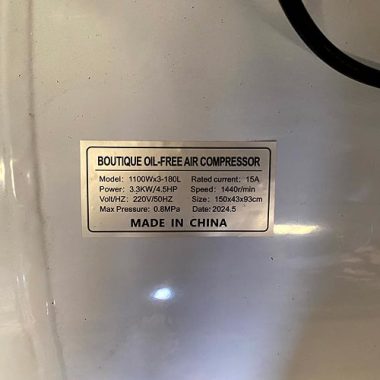 BOUTIQUE OIL-FREE AIR COMPRESSOR
Model: 1100Wx3-180L Rated current: 15A
Power: 3.3KW/4.5HP Speed: 1440r/min
Volt/HZ: 220V/50HZ Size: 150x43x93cm
Max Pressure: 0.8MPa Date: 2024.5
MADE IN CHINA